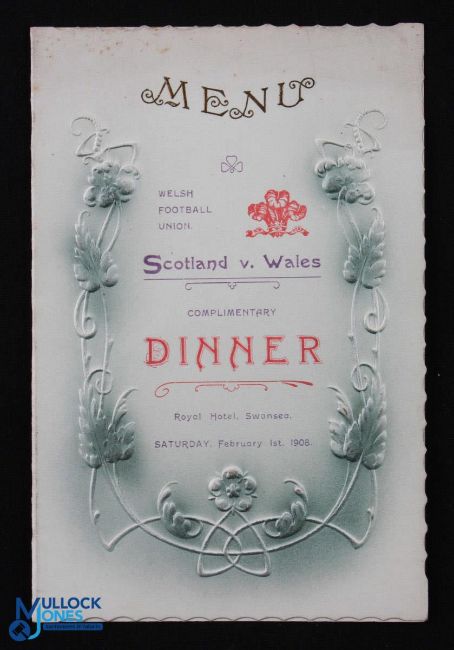 MENU
WELSH
FOOTBALL
UNION.
Scotland v. Wales
COMPLIMENTARY
DINNER
Royal Hotel, Swansea.
SATURDAY, February 1st, 1908.
MULLOCK
JONES